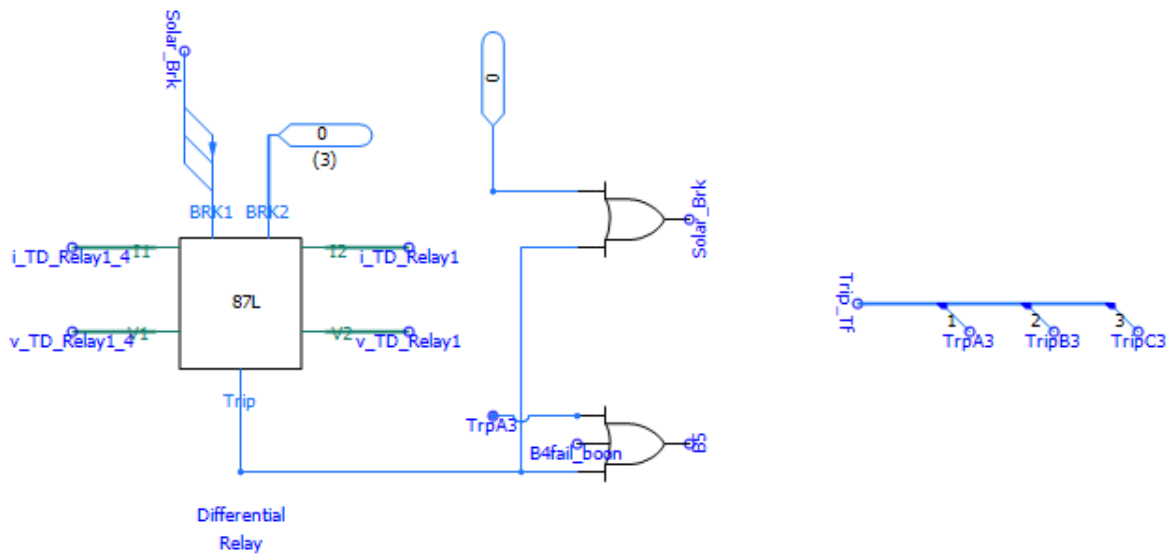 Solar_Brk
0
(3)
0
BRK1
BRK2
Solar_Brk
I1
I2
i_TD_Relay1_4
i_TD_Relay1
87L
V1
V2
v_TD_Relay1_4
v_TD_Relay1
Trip_Tf
1
2
3
TrpA3
TripB3
TripC3
Trip
TrpA3
B4fail_boon
B5
Differential
Relay